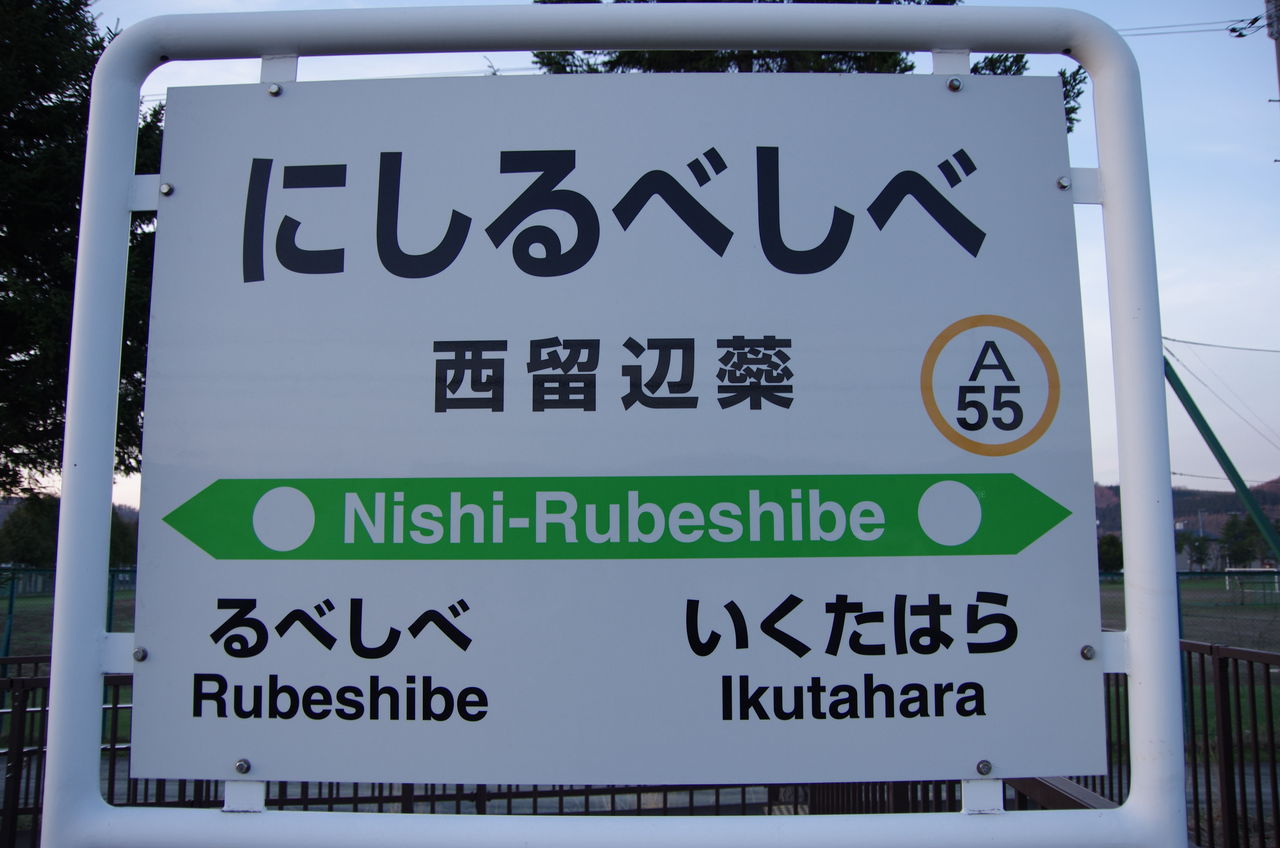 にしるべしべ
西留辺蘂
A
55
Nishi-Rubeshibe
るべしべ
いくたはら
Rubeshibe
Ikutahara